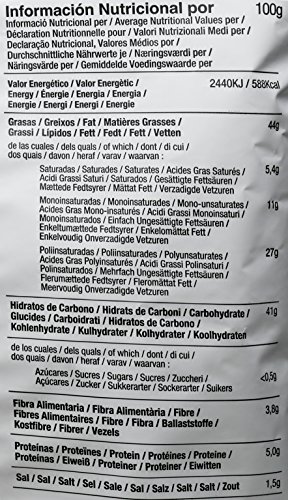 Información Nutricional por 100g
Informació Nutricional per / Average Nutritional Values per /
Déclaration Nutritionnelle pour / Valori Nutrizionali Medi per /
Declaração Nutricional, Valores Médios por /
Durchschnittliche Nährwerte je / Næringsværdi per /
Näringsvärde per / Gemiddelde Voedingswaarde per
Valor Energético / Valor Energètic / 2440KJ / 588Kcal
Energy / Énergie / Energia / Energia /
Energie / Energi / Energi / Energie
Grasas / Greixos / Fat / Matières Grasses / 44g
Grassi / Lípidos / Fett / Fedt / Fett / Vetten
de las cuales / dels quals / of which / dont / di cui /
dos quais / davon / heraf / varav / waarvan :
Saturadas / Saturades / Saturates / Acides Gras Saturés / 5,4g
Acidi Grassi Saturi / Saturados / Gesättigte Fettsäuren /
Mættede Fedtsyrer / Mättat Fett / Verzadigde Vetzuren
Monoinsaturadas / Monoinsaturades / Mono-unsaturates / 11g
Acides Gras Mono-insaturés / Acidi Grassi Monoinsaturi /
Monoinsaturados / Einfach Ungesättigte Fettsäuren /
Enkeltumættede Fedtsyrer / Enkelomättat Fett /
Enkelvoudig Onverzadigde Vetzuren
Poliinsaturadas / Poliinsaturades / Polyunsaturates / 27g
Acides Gras Polyinsaturés / Acidi Grassi Polinsaturi /
Polinsaturados / Mehrfach Ungesättigte Fettsäuren /
Flerumættede Fedtsyrer / Fleromättat Fett /
Meervoudig Onverzadigde Vetzuren
Hidratos de Carbono / Hidrats de Carboni / Carbohydrate / 41g
Glucides / Carboidrati / Hidratos de Carbono /
Kohlenhydrate / Kulhydrater / Kolhydrater / Koolhydraten
de los cuales / dels quals / of which / dont / di cui /
dos quais / davon / heraf / varav / waarvan :
Azúcares / Sucres / Sugars / Sucres / Zuccheri / <0,5g
Açúcares / Zucker / Sukkerarter / Sockerarter / Suikers
Fibra Alimentaria / Fibra Alimentària / Fibre / 3,8g
Fibres Alimentaires / Fibre / Fibra / Ballaststoffe /
Kostfibre / Fibrer / Vezels
Proteínas / Proteïnes / Protein / Protéines / Proteine / 5,0g
Proteínas / Eiweiß / Proteiner / Proteiner / Eiwitten
Sal / Sal / Salt / Sel / Sale / Sal / Salz / Salt / Salt / Zout 1,5g